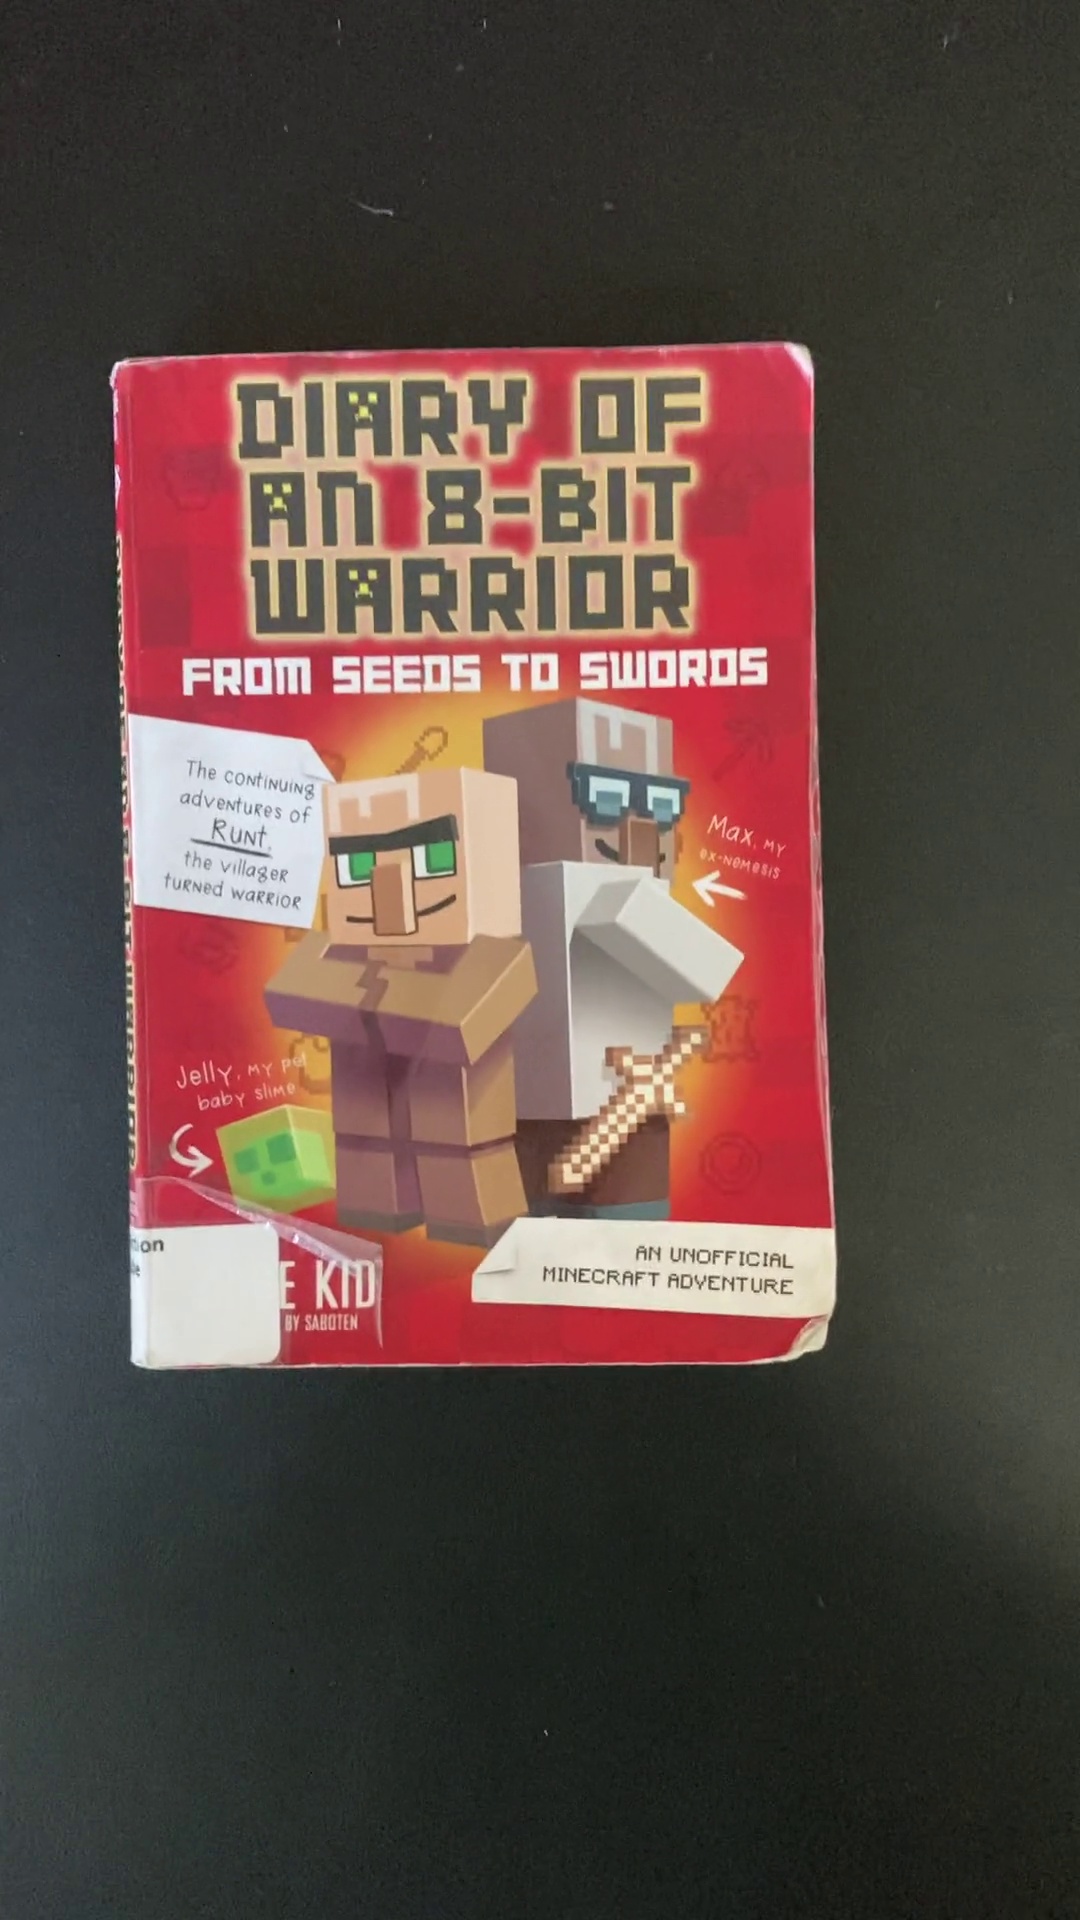 DIARY OF
AN 8-BIT
WARRIOR
FROM SEEDS TO SWORDS
The continuing
adventures of
Runt,
the villager
turned warrior
Max, my
ex-nemesis
Jelly, my pet
baby slime
E KID
BY SABOTEN
AN UNOFFICIAL
MINECRAFT ADVENTURE